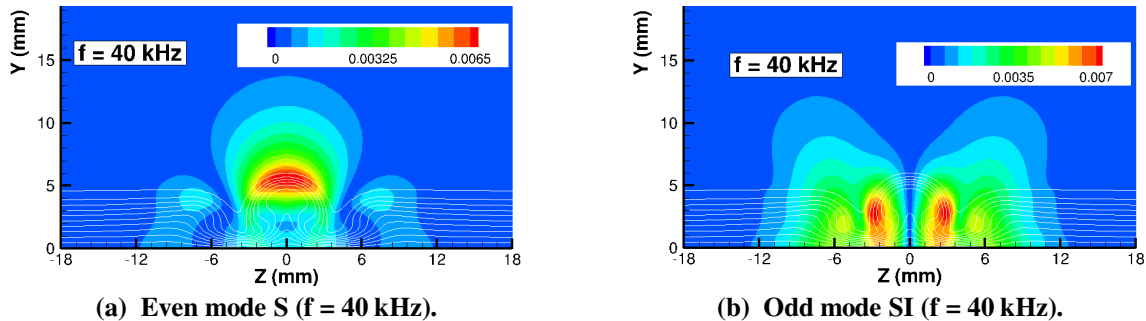 Y (mm)
15
10
5
0
f = 40 kHz
0 0.00325 0.0065
-18 -12 -6 0 6 12 18
Z (mm)
(a) Even mode S (f = 40 kHz).
Y (mm)
15
10
5
0
f = 40 kHz
0 0.0035 0.007
-18 -12 -6 0 6 12 18
Z (mm)
(b) Odd mode SI (f = 40 kHz).